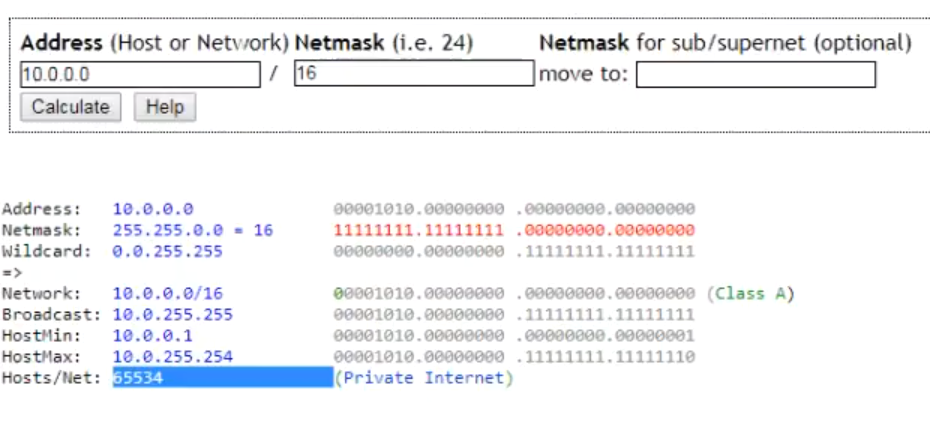 Address (Host or Network) Netmask (i.e. 24) Netmask for sub/supernet (optional)
10.0.0.0 / 16 move to:
Calculate Help
Address: 10.0.0.0 00001010.00000000 .00000000.00000000
Netmask: 255.255.0.0 = 16 11111111.11111111 .00000000.00000000
Wildcard: 0.0.255.255 00000000.00000000 .11111111.11111111
=>
Network: 10.0.0.0/16 00001010.00000000 .00000000.00000000 (Class A)
Broadcast: 10.0.255.255 00001010.00000000 .11111111.11111111
HostMin: 10.0.0.1 00001010.00000000 .00000000.00000001
HostMax: 10.0.255.254 00001010.00000000 .11111111.11111110
Hosts/Net: 65534 (Private Internet)